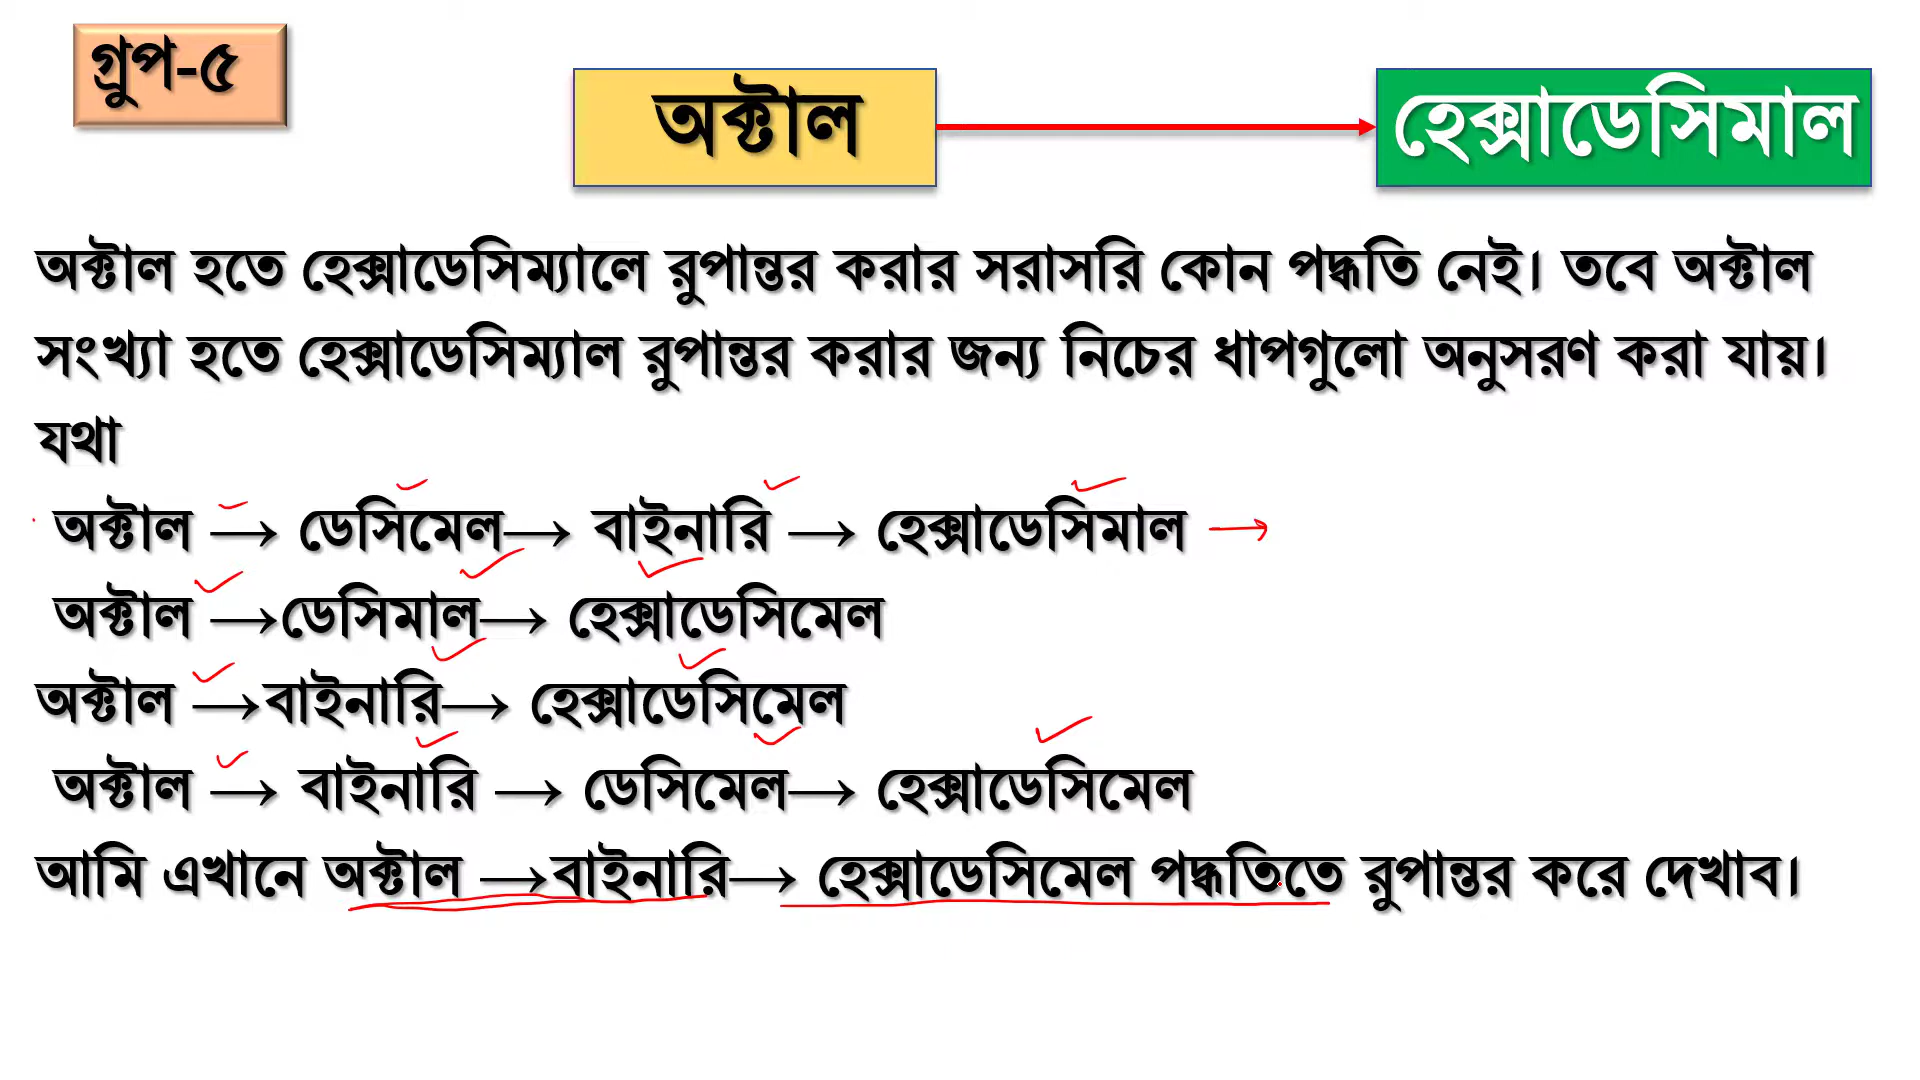 গ্রুপ-৫
অক্টাল
হেক্সাডেসিমাল
অক্টাল হতে হেক্সাডেসিম্যালে রুপান্তর করার সরাসরি কোন পদ্ধতি নেই। তবে অক্টাল
সংখ্যা হতে হেক্সাডেসিম্যাল রুপান্তর করার জন্য নিচের ধাপগুলো অনুসরণ করা যায়।
যথা
অক্টাল → ডেসিমেল→ বাইনারি → হেক্সাডেসিমাল →
অক্টাল →ডেসিমাল→ হেক্সাডেসিমেল
অক্টাল →বাইনারি→ হেক্সাডেসিমেল
অক্টাল → বাইনারি → ডেসিমেল→ হেক্সাডেসিমেল
আমি এখানে অক্টাল →বাইনারি→ হেক্সাডেসিমেল পদ্ধতিতে রুপান্তর করে দেখাব।